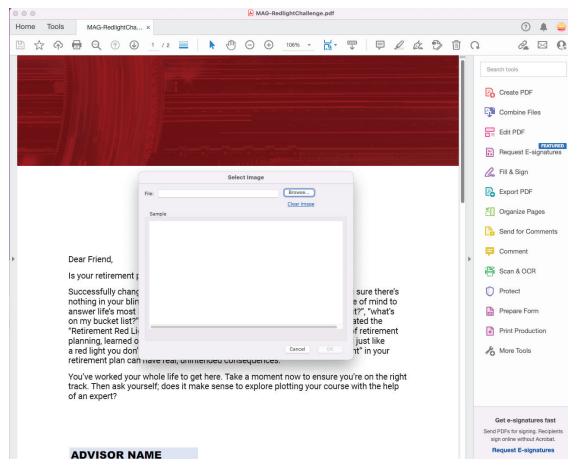 MAG-RedlightChallenge.pdf
Home Tools MAG-RedlightCha... ×
1 / 2 106%
Search tools
Create PDF
Combine Files
Edit PDF
FEATURED
Request E-signatures
Fill & Sign
Export PDF
Organize Pages
Send for Comments
Comment
Scan & OCR
Protect
Prepare Form
Print Production
More Tools
Get e-signatures fast
Send PDFs for signing. Recipients
sign online without Acrobat.
Request E-signatures
Select Image
File: Browse...
Clear Image
Sample
Cancel OK
Dear Friend,
Is your retirement p
Successfully chang sure there's
nothing in your blin e of mind to
answer life's most t?", "what's
on my bucket list?" ated the
"Retirement Red Li of retirement
planning, learned o just like
a red light you don' nt" in your
retirement plan can have real, unintended consequences.
You've worked your whole life to get here. Take a moment now to ensure you're on the right
track. Then ask yourself; does it make sense to explore plotting your course with the help
of an expert?
ADVISOR NAME